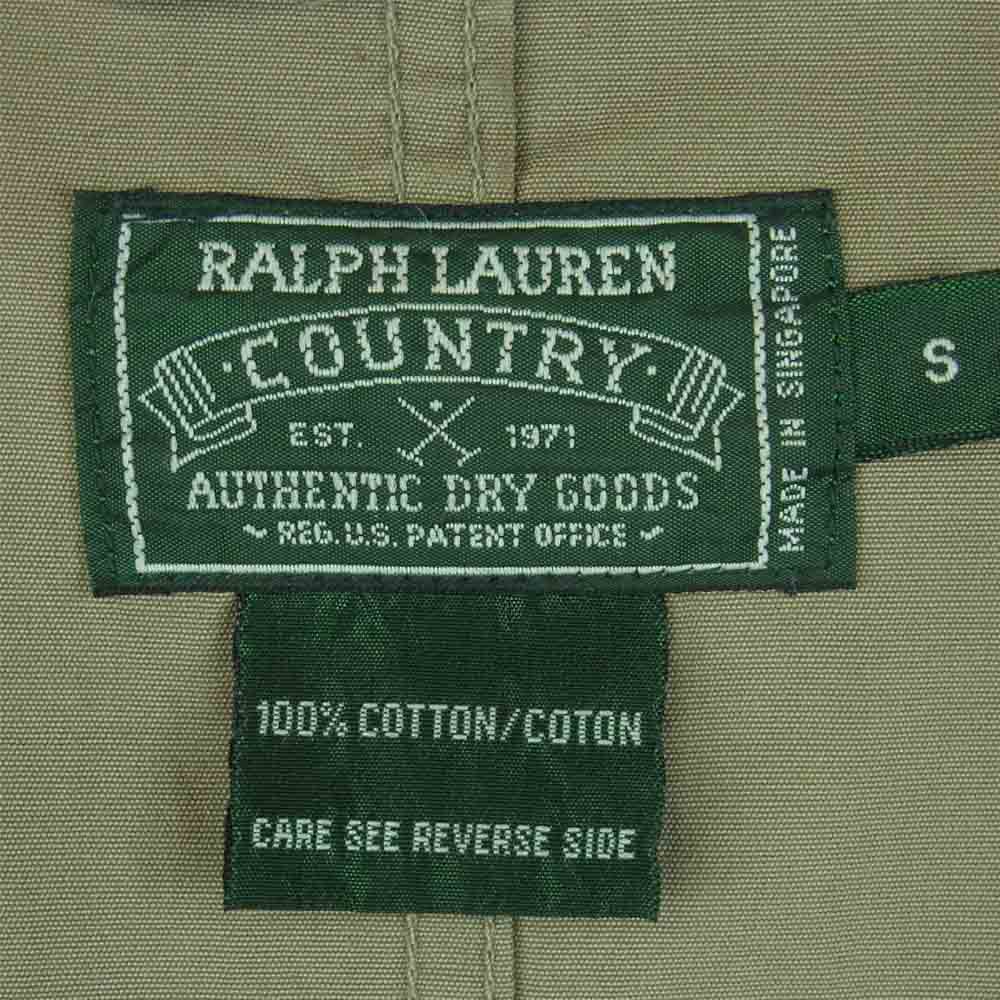 RALPH LAUREN
· COUNTRY ·
EST. 1971
AUTHENTIC DRY GOODS
~ REG. U.S. PATENT OFFICE ~
MADE IN SINGAPORE
S
100% COTTON/COTON
CARE SEE REVERSE SIDE